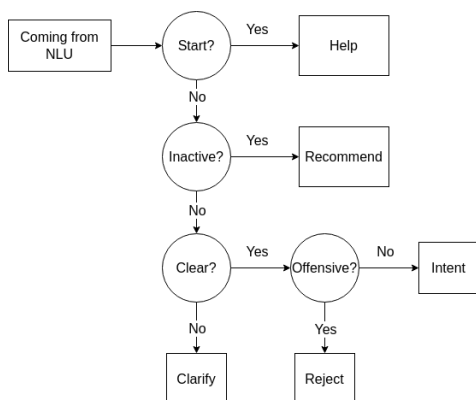 Coming from
NLU
Start?
Yes
Help
No
Inactive?
Yes
Recommend
No
Clear?
Yes
Offensive?
No
Intent
No
Yes
Clarify
Reject